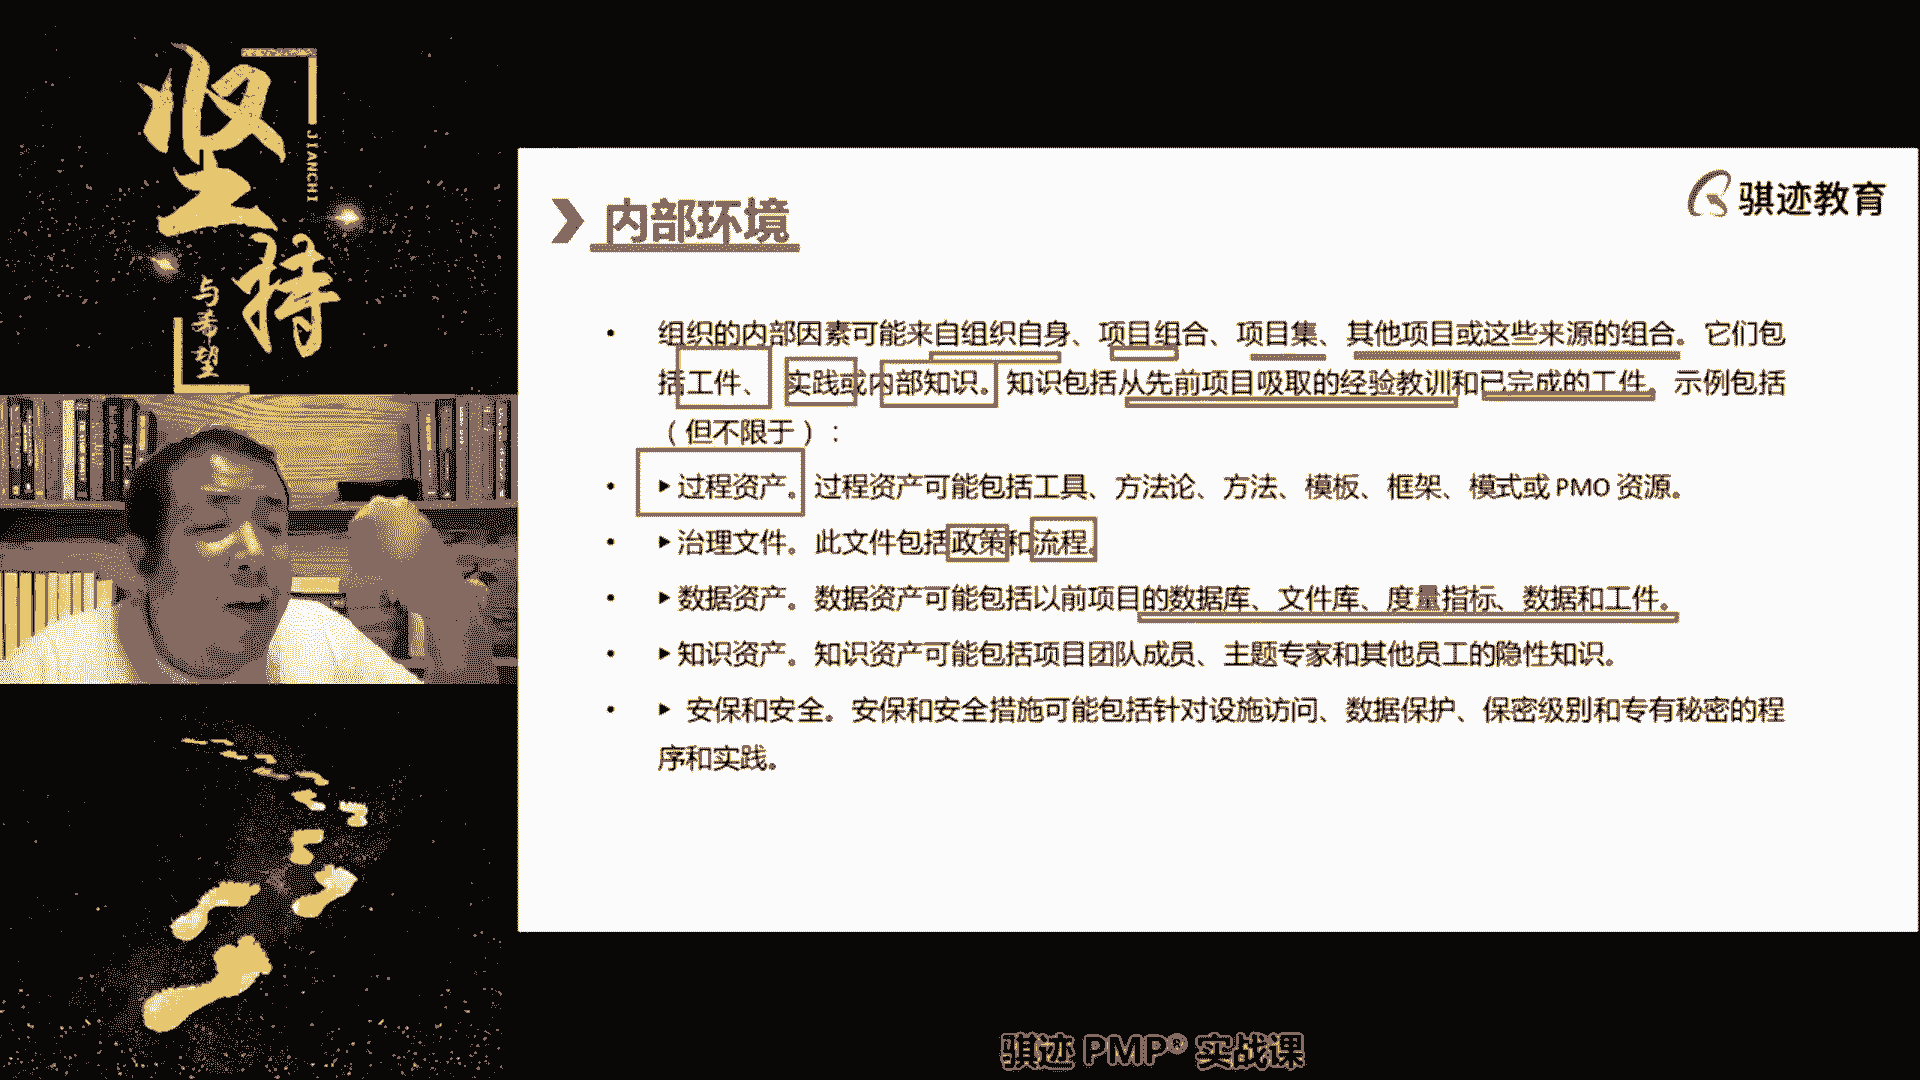 坚持
JIANCHI
与希望
骐迹教育
内部环境
• 组织的内部因素可能来自组织自身、项目组合、项目集、其他项目或这些来源的组合。它们包
括工件、实践或内部知识。知识包括从先前项目吸取的经验教训和已完成的工件。示例包括
（但不限于）：
• ▸过程资产。过程资产可能包括工具、方法论、方法、模板、框架、模式或 PMO 资源。
• ▸治理文件。此文件包括政策和流程。
• ▸数据资产。数据资产可能包括以前项目的数据库、文件库、度量指标、数据和工件。
• ▸知识资产。知识资产可能包括项目团队成员、主题专家和其他员工的隐性知识。
• ▸ 安保和安全。安保和安全措施可能包括针对设施访问、数据保护、保密级别和专有秘密的程
序和实践。
骐迹 PMP® 实战课